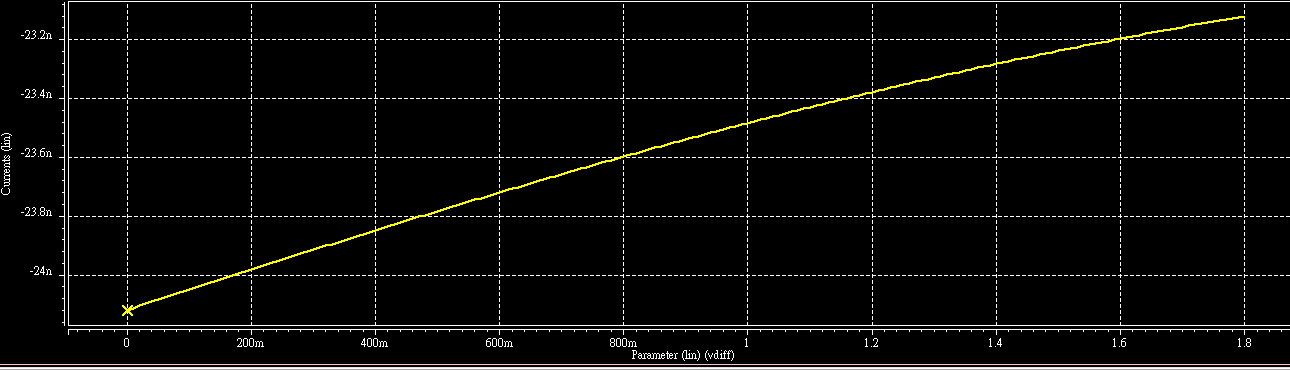 -23.2n
-23.4n
-23.6n
-23.8n
-24n
Currents (lin)
0 200m 400m 600m 800m 1 1.2 1.4 1.6 1.8
Parameter (lin) (vdiff)